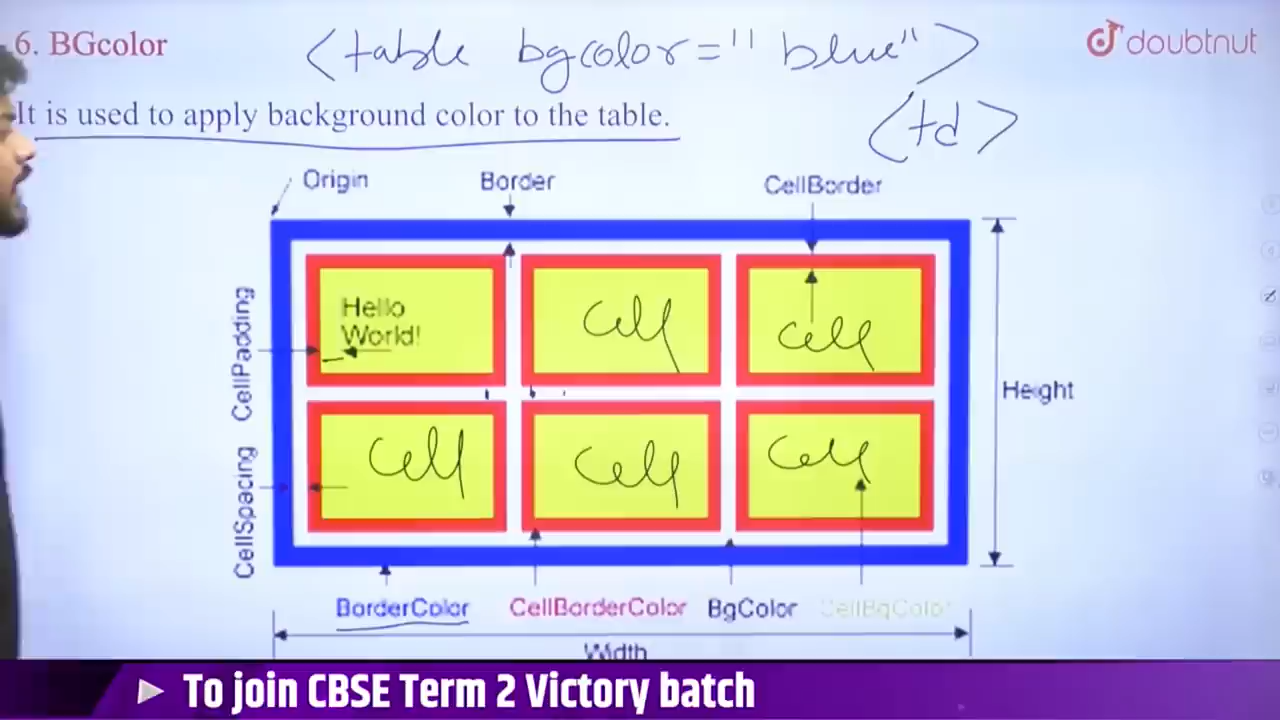 6. BGcolor
<table bgcolor="blue">
doubtnut
It is used to apply background color to the table.
<td>
Origin
Border
CellBorder
CellPadding
Hello
World!
cell
cell
Height
CellSpacing
cell
cell
cell
BorderColor
CellBorderColor
BgColor
CellBgColor
Width
To join CBSE Term 2 Victory batch